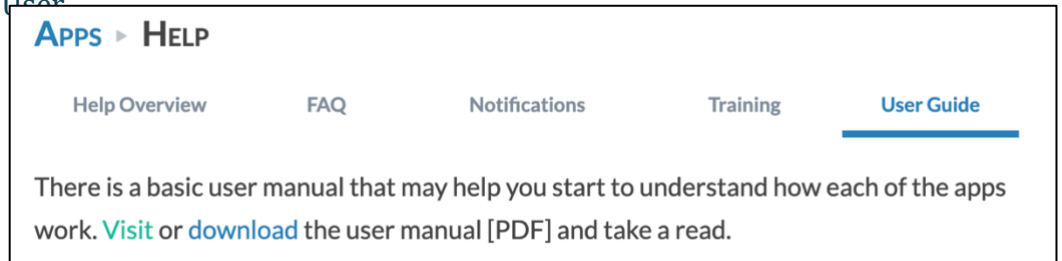 User
APPS ▸ HELP
Help Overview FAQ Notifications Training User Guide
There is a basic user manual that may help you start to understand how each of the apps
work. Visit or download the user manual [PDF] and take a read.